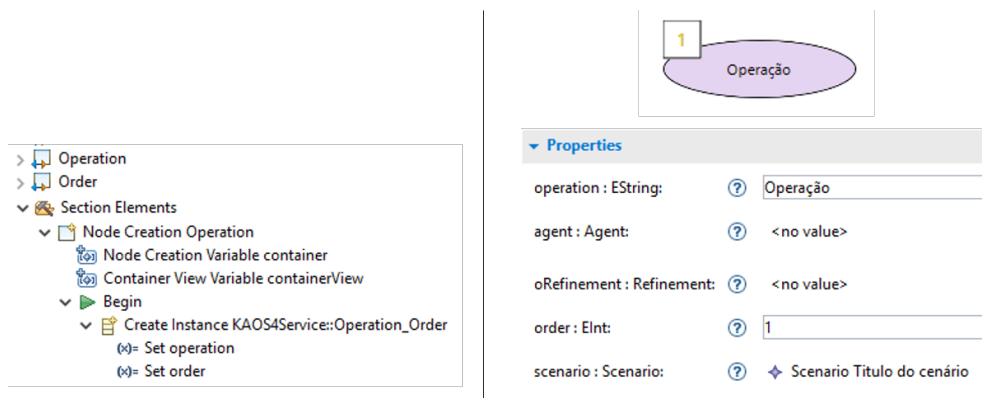 Operation
Order
Section Elements
Node Creation Operation
Node Creation Variable container
Container View Variable containerView
Begin
Create Instance KAOS4Service::Operation_Order
(x)= Set operation
(x)= Set order
1
Operação
Properties
operation : EString: ? Operação
agent : Agent: ? <no value>
oRefinement : Refinement: ? <no value>
order : EInt: ? 1
scenario : Scenario: ? Scenario Titulo do cenário